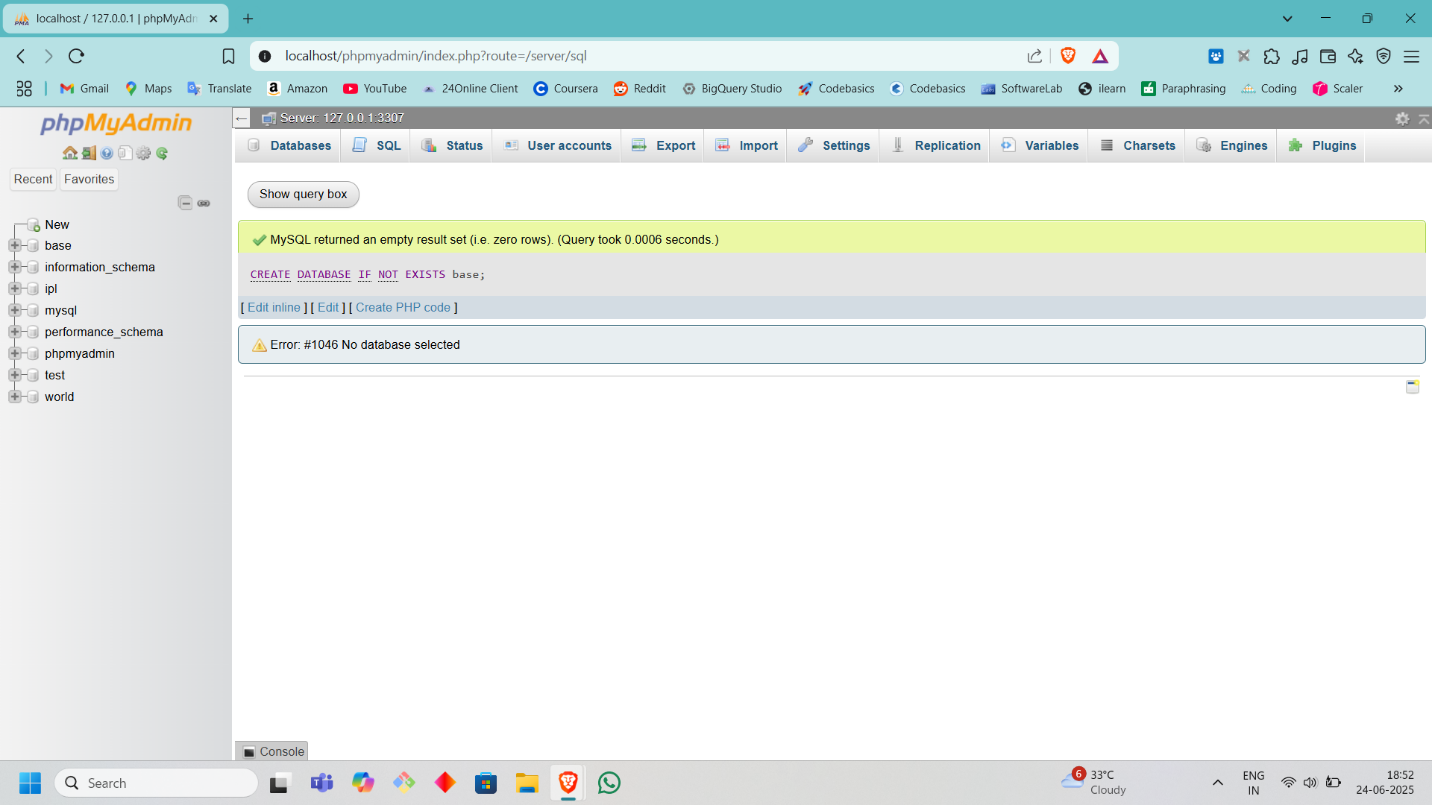 localhost / 127.0.0.1 | phpMyAdm
localhost/phpmyadmin/index.php?route=/server/sql
Gmail Maps Translate Amazon YouTube 24Online Client Coursera Reddit BigQuery Studio Codebasics Codebasics SoftwareLab ilearn Paraphrasing Coding Scaler
phpMyAdmin
Recent Favorites
New
base
information_schema
ipl
mysql
performance_schema
phpmyadmin
test
world
Server: 127.0.0.1:3307
Databases SQL Status User accounts Export Import Settings Replication Variables Charsets Engines Plugins
Show query box
MySQL returned an empty result set (i.e. zero rows). (Query took 0.0006 seconds.)
CREATE DATABASE IF NOT EXISTS base;
[ Edit inline ] [ Edit ] [ Create PHP code ]
Error: #1046 No database selected
Console
Search
6
33°C
Cloudy
ENG
IN
18:52
24-06-2025